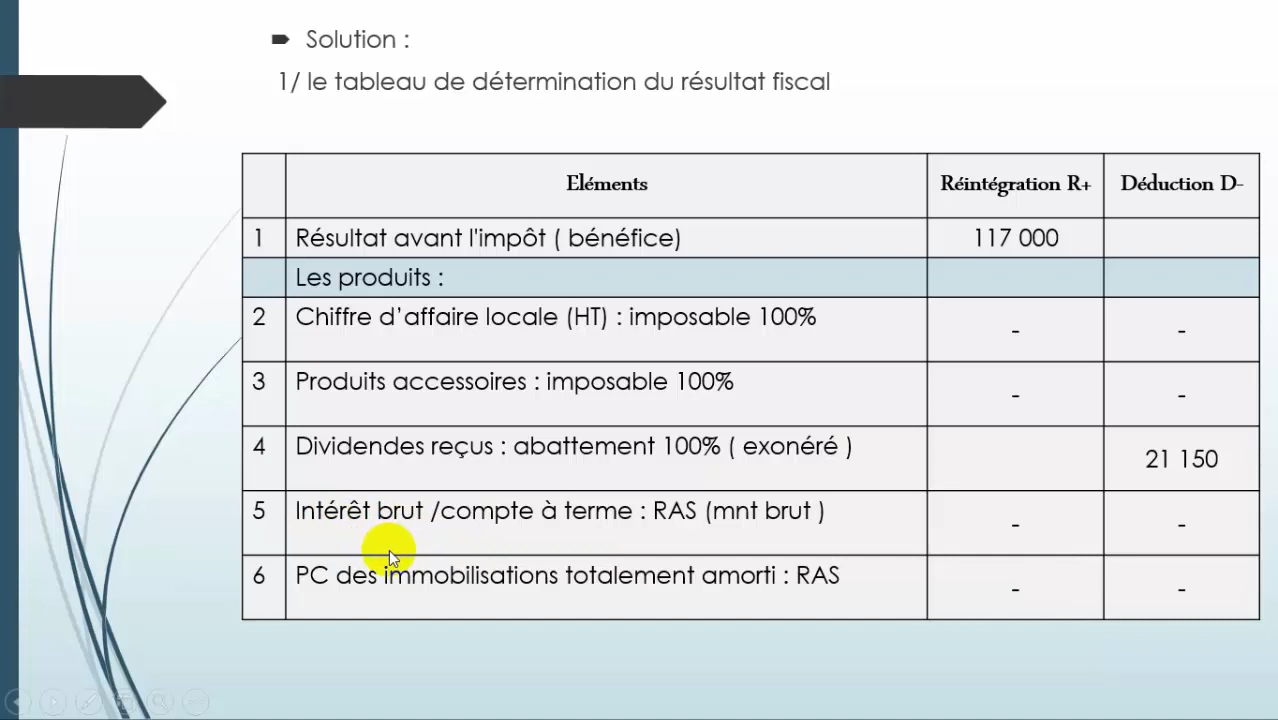 Solution :
1/ le tableau de détermination du résultat fiscal
Eléments Réintégration R+ Déduction D-
1 Résultat avant l'impôt ( bénéfice) 117 000
Les produits :
2 Chiffre d’affaire locale (HT) : imposable 100% - -
3 Produits accessoires : imposable 100% - -
4 Dividendes reçus : abattement 100% ( exonéré ) 21 150
5 Intérêt brut /compte à terme : RAS (mnt brut ) - -
6 PC des immobilisations totalement amorti : RAS - -